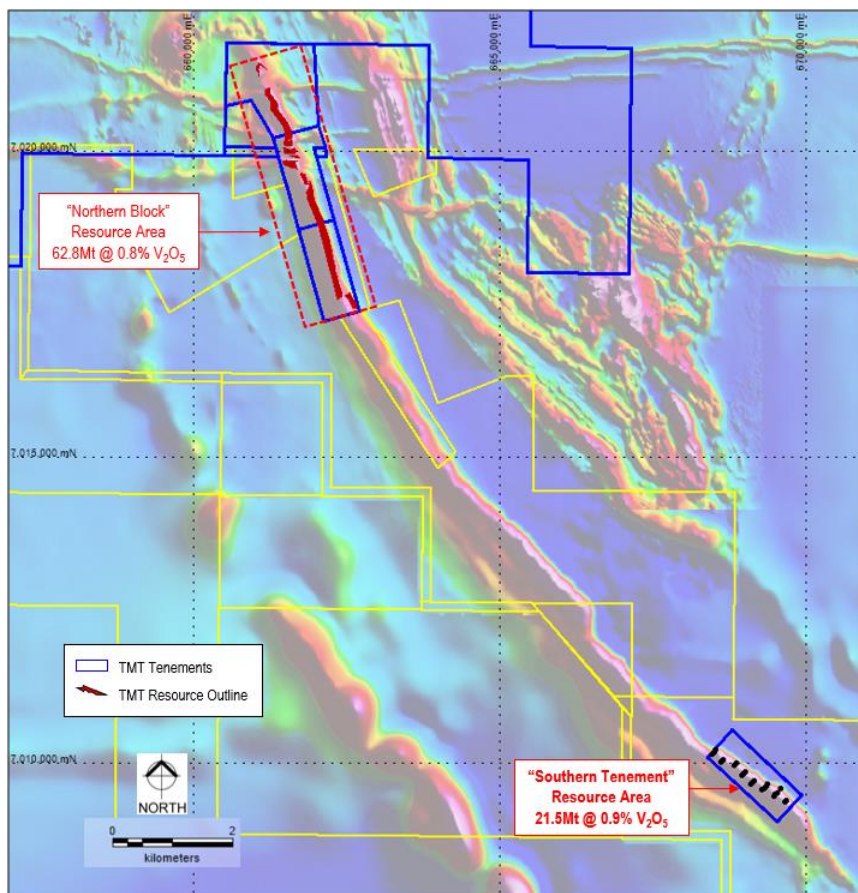 660,000 mE
665,000 mE
670,000 mE
7,020,000 mN
“Northern Block”
Resource Area
62.8Mt @ 0.8% V₂O₅
7,015,000 mN
TMT Tenements
TMT Resource Outline
7,010,000 mN
NORTH
0 2
kilometers
“Southern Tenement”
Resource Area
21.5Mt @ 0.9% V₂O₅